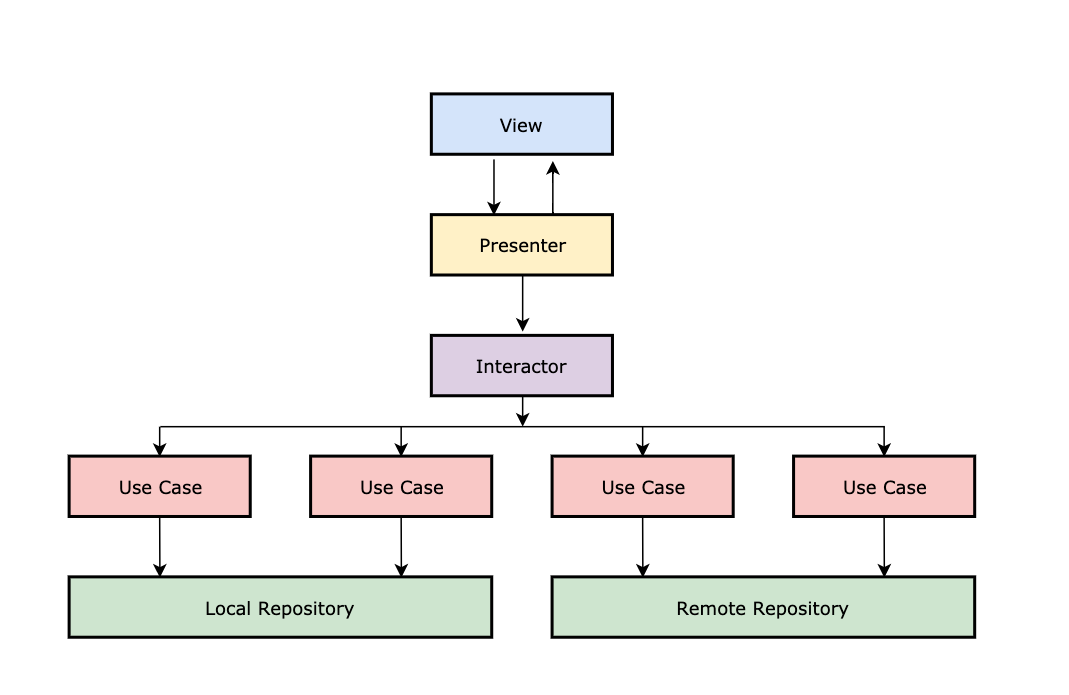 View
Presenter
Interactor
Use Case
Use Case
Use Case
Use Case
Local Repository
Remote Repository